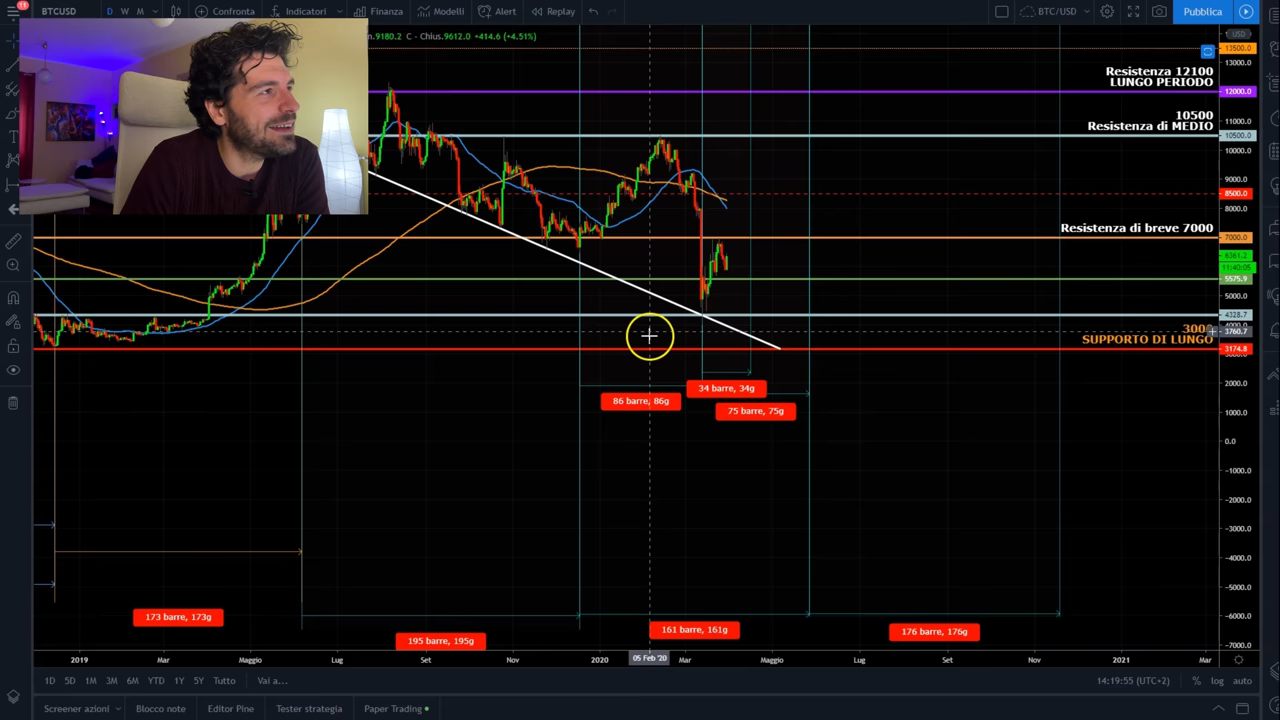 11
BTCUSD
D
W
M
Confronta
Indicatori
Finanza
Modelli
Alert
Replay
BTC/USD
Pubblica
n.9180.2 C - Chius.9612.0 +414.6 (+4.51%)
USD
13500.0
13000.0
Resistenza 12100
LUNGO PERIODO
12000.0
11000.0
10500
Resistenza di MEDIO
10500.0
10000.0
9000.0
8500.0
8000.0
Resistenza di breve 7000
7000.0
6361.2
11:40:05
5575.9
5000.0
4328.7
3000
3760.7
SUPPORTO DI LUNGO
3174.8
2000.0
1000.0
0.0
-1000.0
-2000.0
-3000.0
-4000.0
-5000.0
-6000.0
-7000.0
34 barre, 34g
86 barre, 86g
75 barre, 75g
173 barre, 173g
161 barre, 161g
176 barre, 176g
195 barre, 195g
2019
Mar
Maggio
Lug
Set
Nov
2020
05 Feb '20
Mar
Maggio
Lug
Set
Nov
2021
Mar
1D
5D
1M
3M
6M
YTD
1Y
5Y
Tutto
Vai a...
14:19:55 (UTC+2)
%
log
auto
Screener azioni
Blocco note
Editor Pine
Tester strategia
Paper Trading